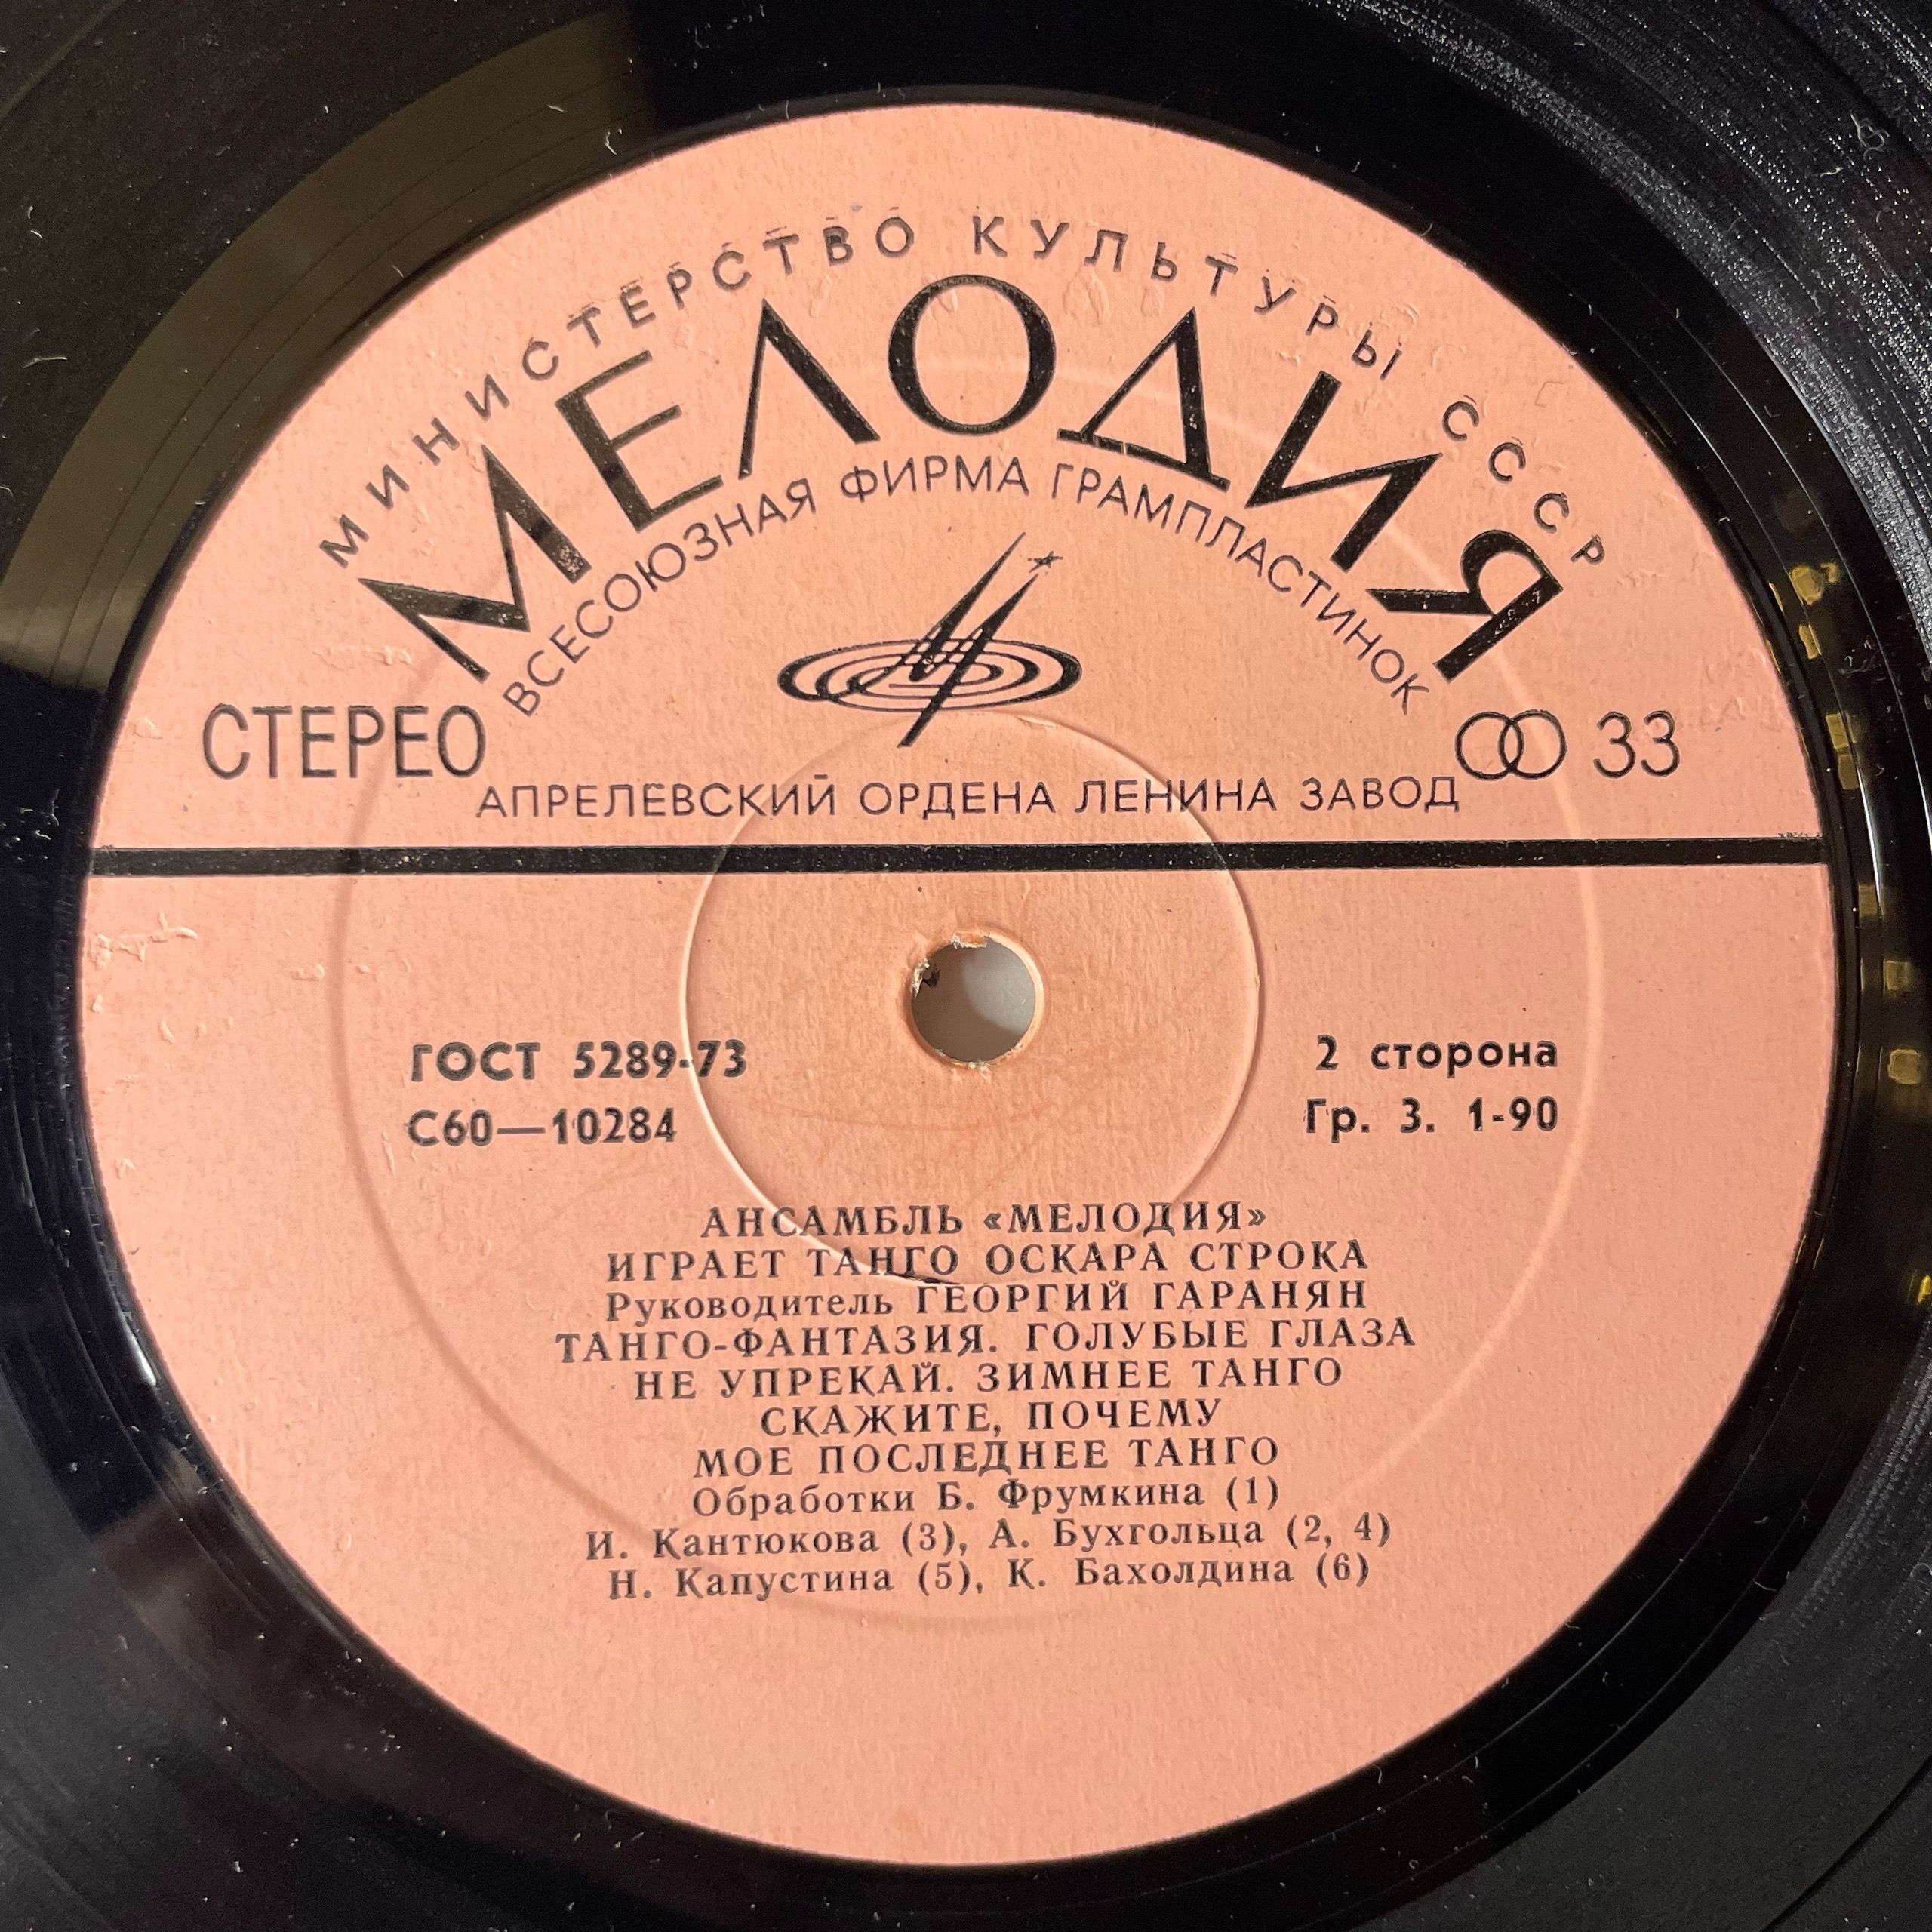 МИНИСТЕРСТВО КУЛЬТУРЫ СССР
МЕЛОДИЯ
ВСЕСОЮЗНАЯ ФИРМА ГРАМПЛАСТИНОК
СТЕРЕО
33
АПРЕЛЕВСКИЙ ОРДЕНА ЛЕНИНА ЗАВОД
ГОСТ 5289-73
2 сторона
С60—10284
Гр. 3. 1-90
АНСАМБЛЬ «МЕЛОДИЯ»
ИГРАЕТ ТАНГО ОСКАРА СТРОКА
Руководитель ГЕОРГИЙ ГАРАНЯН
ТАНГО-ФАНТАЗИЯ. ГОЛУБЫЕ ГЛАЗА
НЕ УПРЕКАЙ. ЗИМНЕЕ ТАНГО
СКАЖИТЕ, ПОЧЕМУ
МОЕ ПОСЛЕДНЕЕ ТАНГО
Обработки Б. Фрумкина (1)
И. Кантюкова (3), А. Бухгольца (2, 4)
Н. Капустина (5), К. Бахолдина (6)